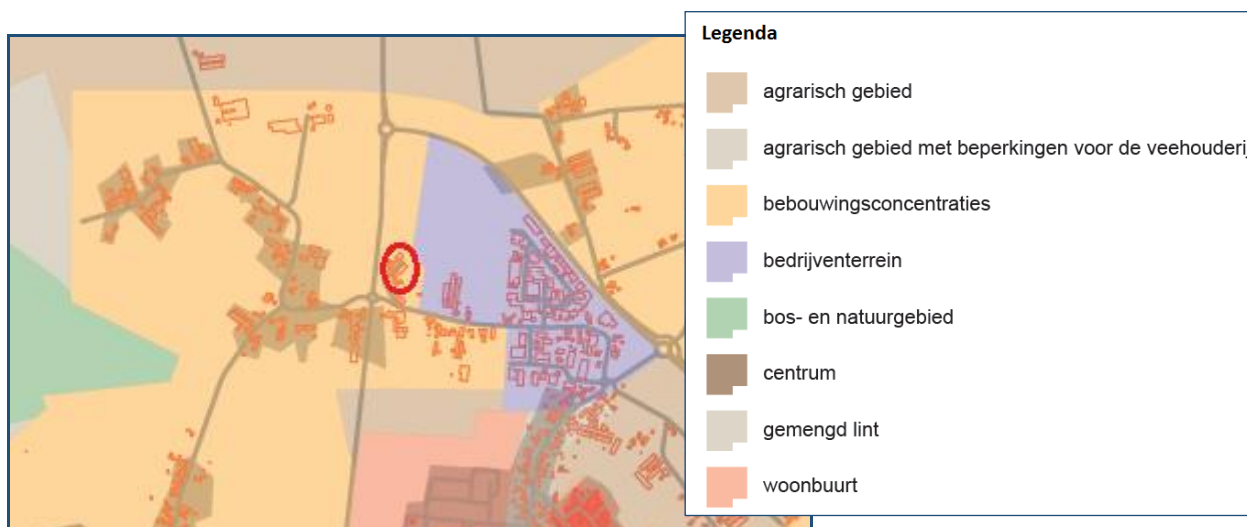 Legenda
agrarisch gebied
agrarisch gebied met beperkingen voor de veehouderij
bebouwingsconcentraties
bedrijventerrein
bos- en natuurgebied
centrum
gemengd lint
woonbuurt